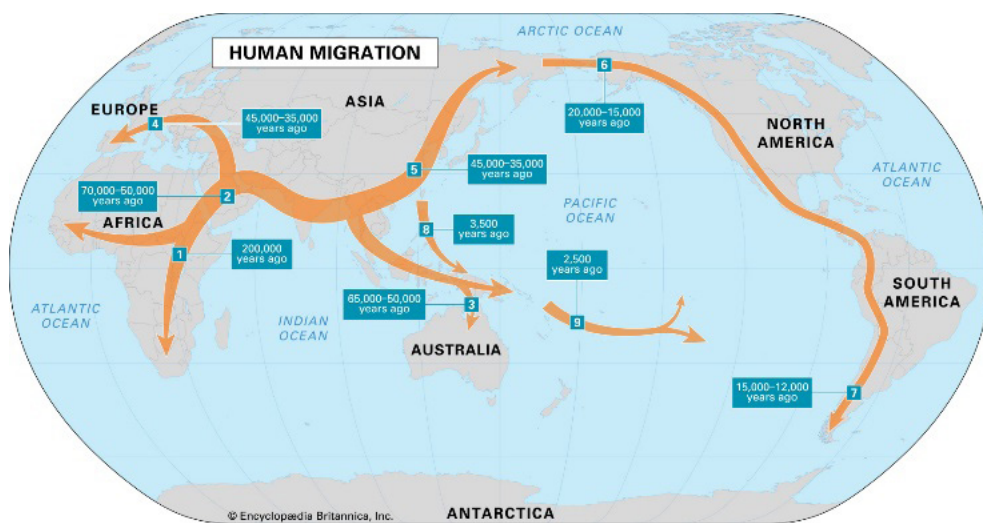 ARCTIC OCEAN
HUMAN MIGRATION
EUROPE
ASIA
4
45,000–35,000
years ago
6
20,000–15,000
years ago
NORTH
AMERICA
ATLANTIC
OCEAN
5
45,000–35,000
years ago
70,000–50,000
years ago
2
AFRICA
PACIFIC
OCEAN
8
3,500
years ago
1
200,000
years ago
2,500
years ago
SOUTH
AMERICA
65,000–50,000
years ago
3
ATLANTIC
OCEAN
INDIAN
OCEAN
9
AUSTRALIA
15,000–12,000
years ago
7
ATLANTIC
OCEAN
© Encyclopædia Britannica, Inc.
ANTARCTICA